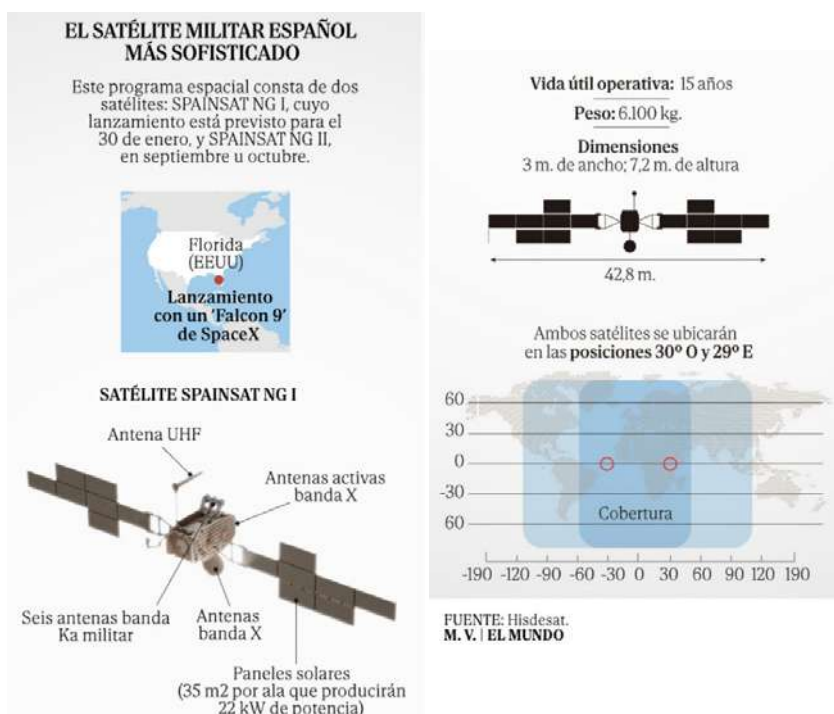 EL SATÉLITE MILITAR ESPAÑOL
MÁS SOFISTICADO
Este programa espacial consta de dos
satélites: SPAINSAT NG I, cuyo
lanzamiento está previsto para el
30 de enero, y SPAINSAT NG II,
en septiembre u octubre.
Florida
(EEUU)
Lanzamiento
con un 'Falcon 9'
de SpaceX
SATÉLITE SPAINSAT NG I
Antena UHF
Antenas activas
banda X
Seis antenas banda
Ka militar
Antenas
banda X
Paneles solares
(35 m2 por ala que producirán
22 kW de potencia)
Vida útil operativa: 15 años
Peso: 6.100 kg.
Dimensiones
3 m. de ancho; 7,2 m. de altura
42,8 m.
Ambos satélites se ubicarán
en las posiciones 30º O y 29º E
60
30
0
-30
60
Cobertura
-190 -120 -90 -60 -30 0 30 60 90 120 190
FUENTE: Hisdesat.
M. V. | EL MUNDO